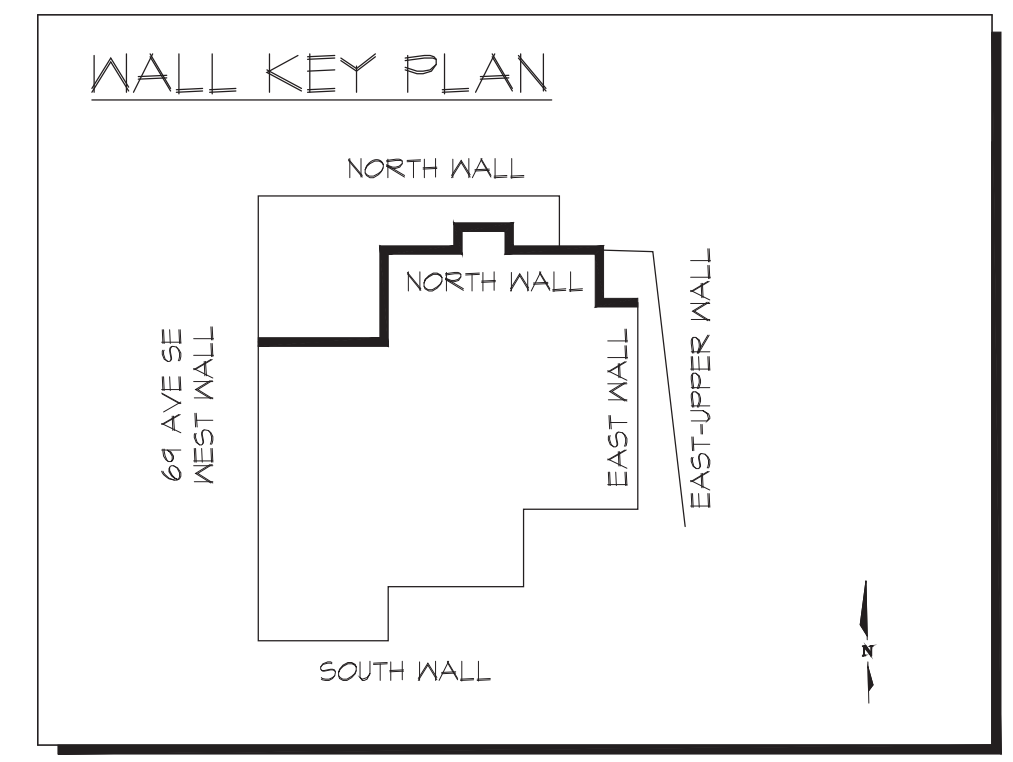 WALL KEY PLAN
NORTH WALL
NORTH WALL
69 AVE SE
WEST WALL
EAST WALL
EAST-UPPER WALL
SOUTH WALL
N